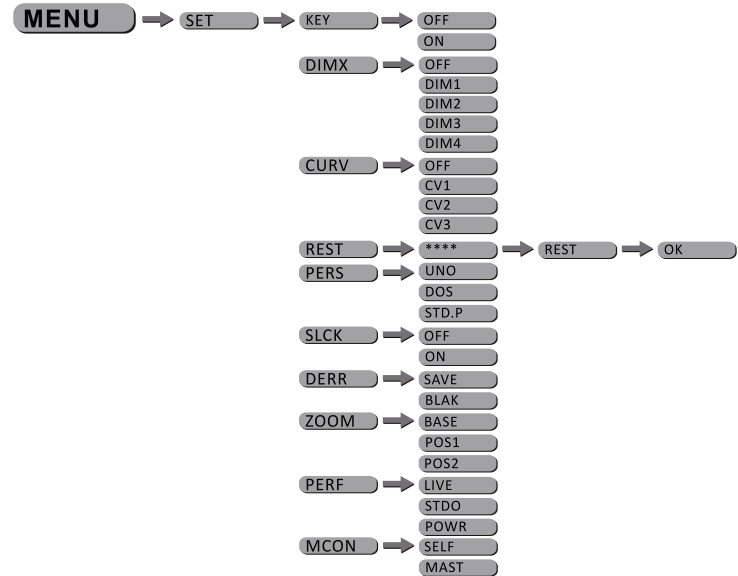 MENU SET KEY OFF
ON
DIMX OFF
DIM1
DIM2
DIM3
DIM4
CURV OFF
CV1
CV2
CV3
REST **** REST OK
PERS UNO
DOS
STD.P
SLCK OFF
ON
DERR SAVE
BLAK
ZOOM BASE
POS1
POS2
PERF LIVE
STDO
POWR
MCON SELF
MAST